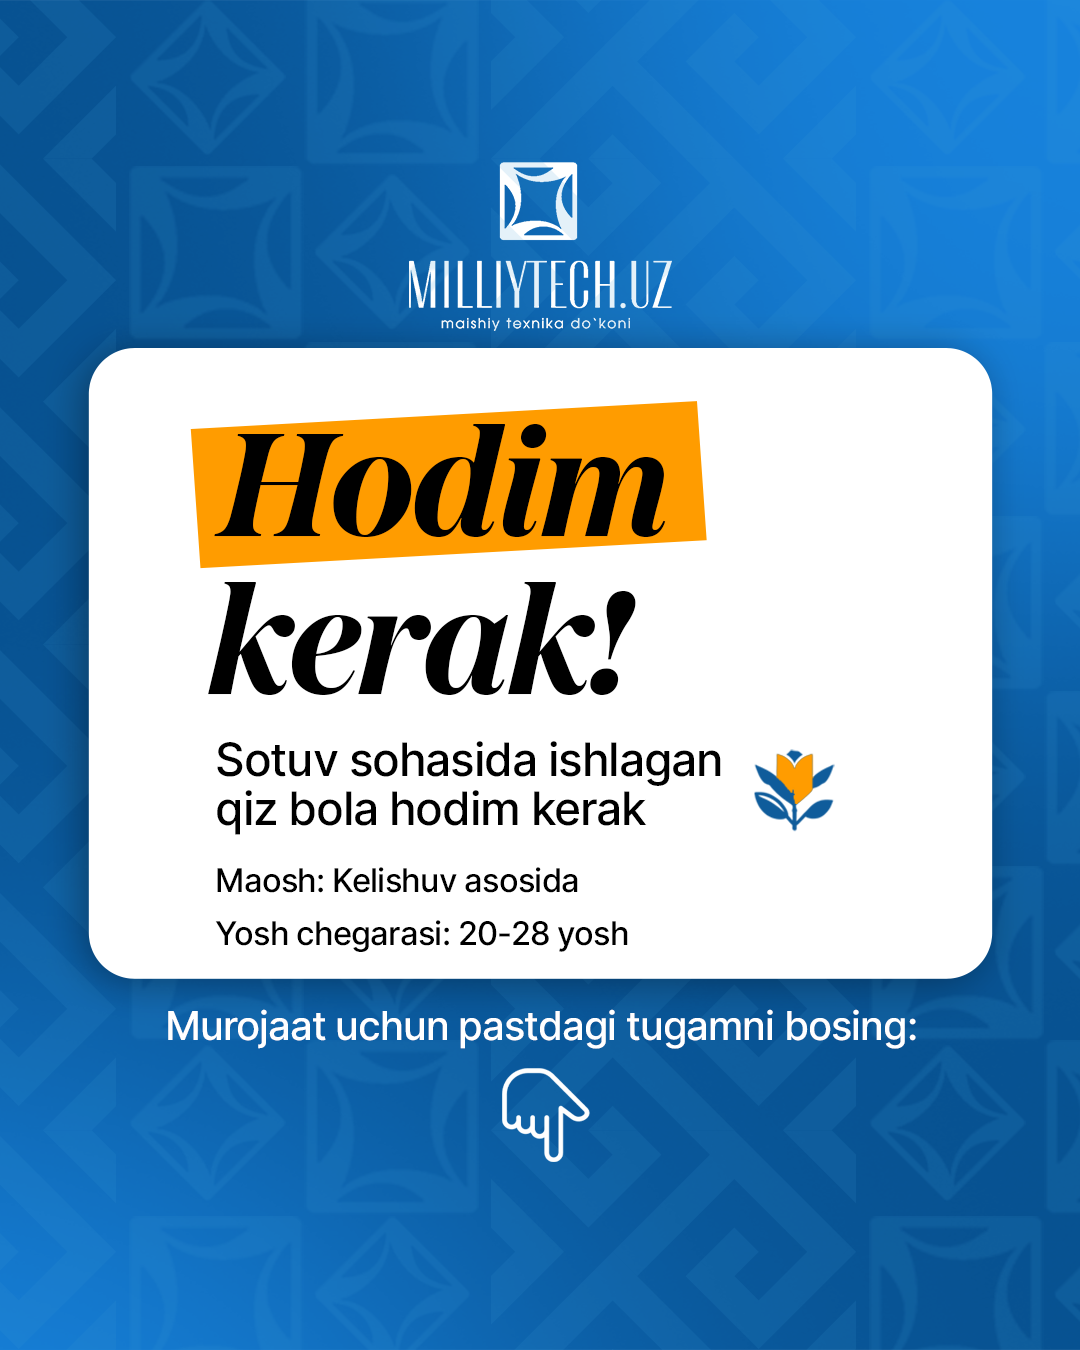 MILLIYTECH.UZ
maishiy texnika do`koni
Hodim
kerak!
Sotuv sohasida ishlagan
qiz bola hodim kerak
Maosh: Kelishuv asosida
Yosh chegarasi: 20-28 yosh
Murojaat uchun pastdagi tugamni bosing: